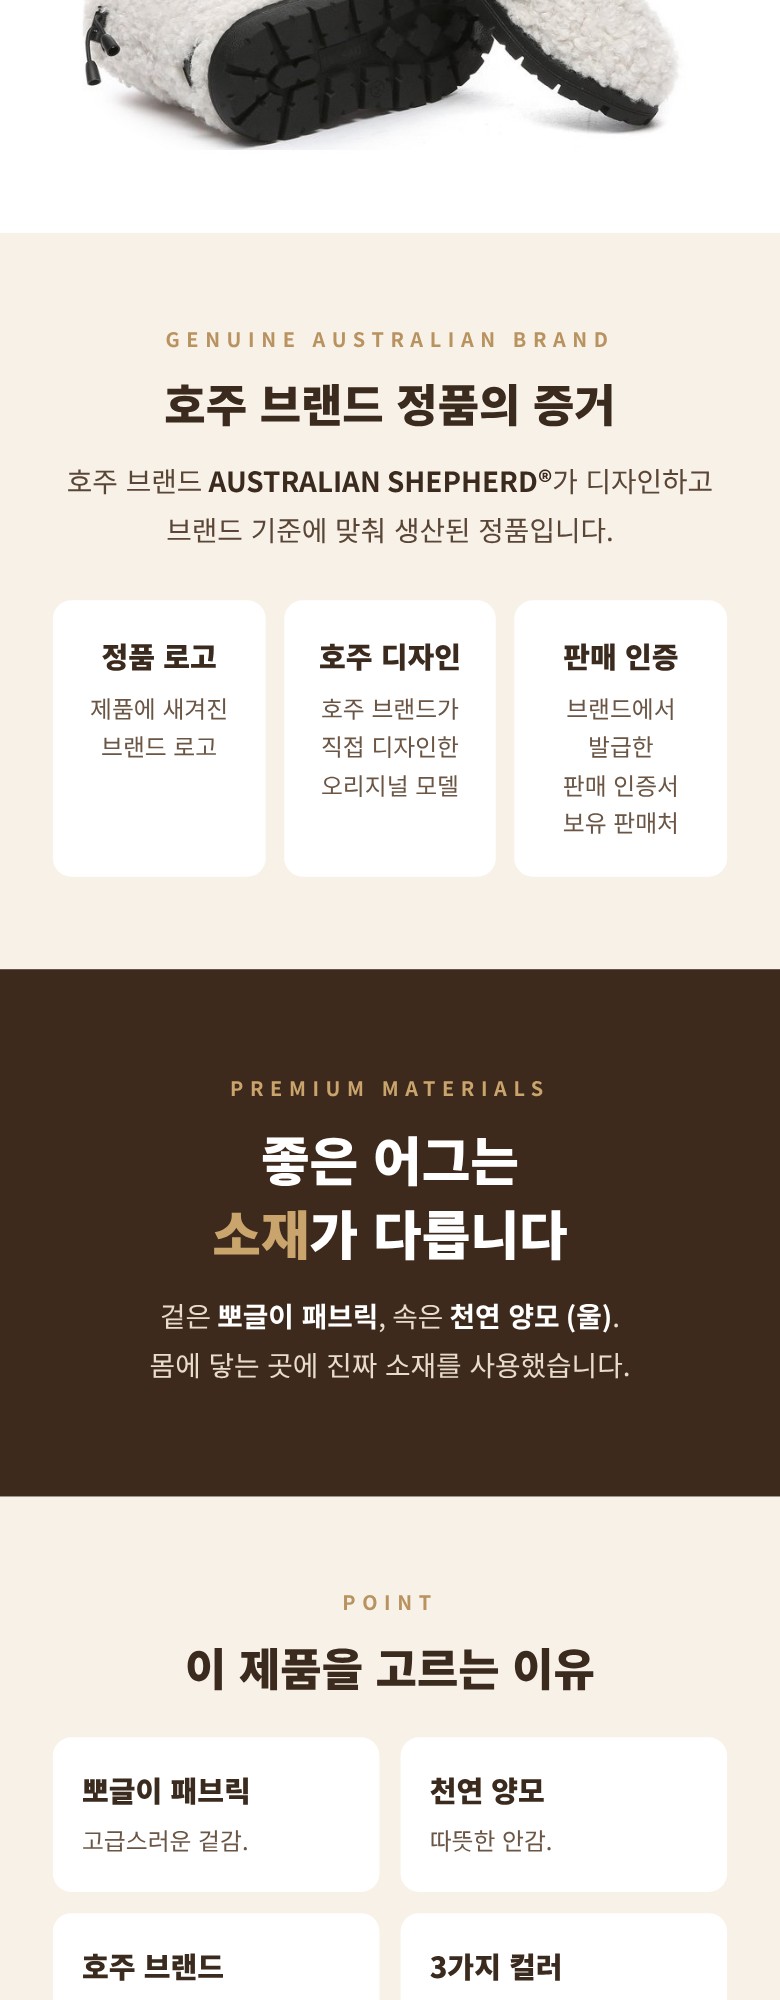 GENUINE AUSTRALIAN BRAND
호주 브랜드 정품의 증거
호주 브랜드 AUSTRALIAN SHEPHERD®가 디자인하고
브랜드 기준에 맞춰 생산된 정품입니다.
정품 로고
제품에 새겨진
브랜드 로고
호주 디자인
호주 브랜드가
직접 디자인한
오리지널 모델
판매 인증
브랜드에서
발급한
판매 인증서
보유 판매처
PREMIUM MATERIALS
좋은 어그는
소재가 다릅니다
겉은 뽀글이 패브릭, 속은 천연 양모 (울).
몸에 닿는 곳에 진짜 소재를 사용했습니다.
POINT
이 제품을 고르는 이유
뽀글이 패브릭
고급스러운 겉감.
천연 양모
따뜻한 안감.
호주 브랜드
3가지 컬러